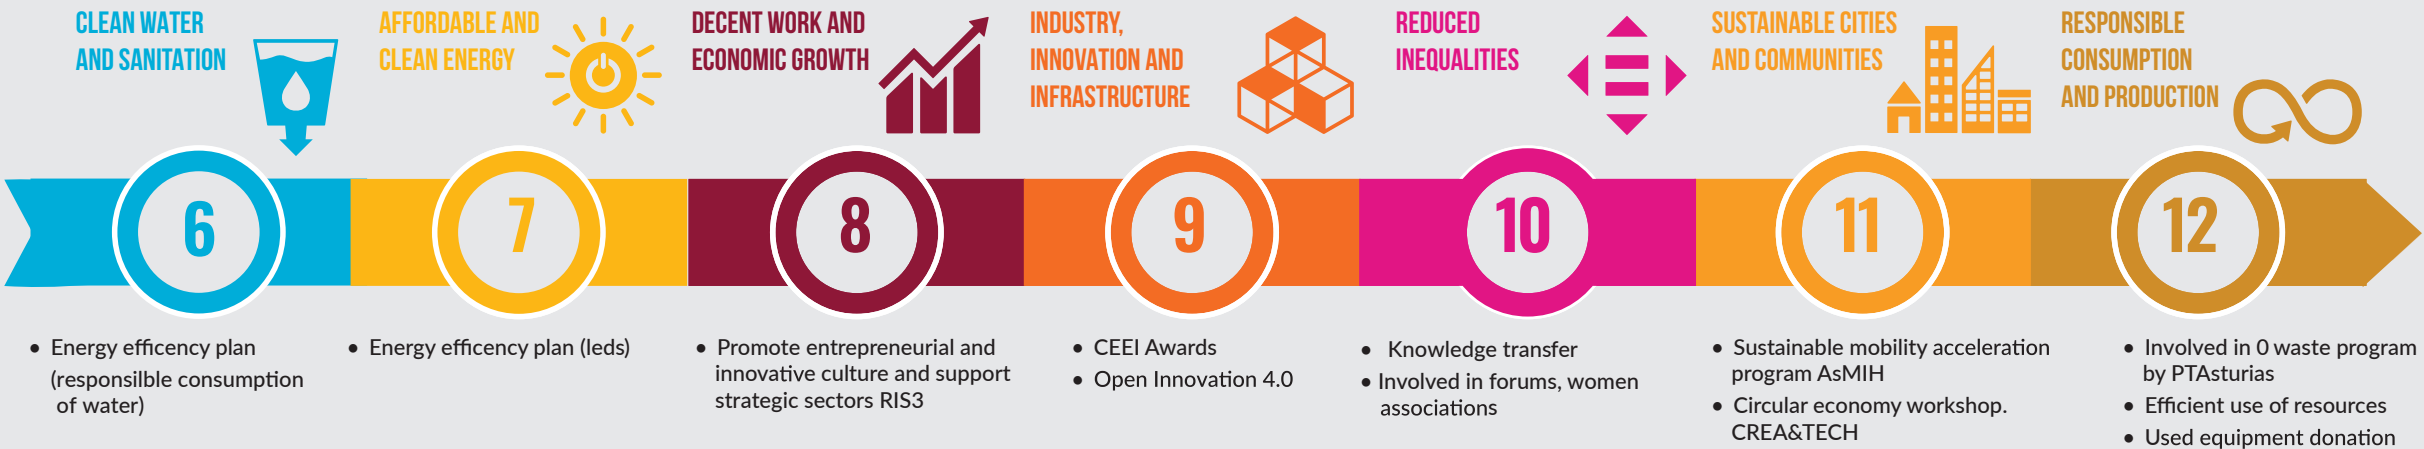 CLEAN WATER
AND SANITATION
AFFORDABLE AND
CLEAN ENERGY
DECENT WORK AND
ECONOMIC GROWTH
INDUSTRY,
INNOVATION AND
INFRASTRUCTURE
REDUCED
INEQUALITIES
SUSTAINABLE CITIES
AND COMMUNITIES
RESPONSIBLE
CONSUMPTION
AND PRODUCTION
6
7
8
9
10
11
12
• Energy efficency plan
(responsilble consumption
of water)
• Energy efficency plan (leds)
• Promote entrepreneurial and
innovative culture and support
strategic sectors RIS3
• CEEI Awards
• Open Innovation 4.0
• Knowledge transfer
• Involved in forums, women
associations
• Sustainable mobility acceleration
program AsMIH
• Circular economy workshop.
CREA&TECH
• Involved in 0 waste program
by PTAsturias
• Efficient use of resources
• Used equipment donation